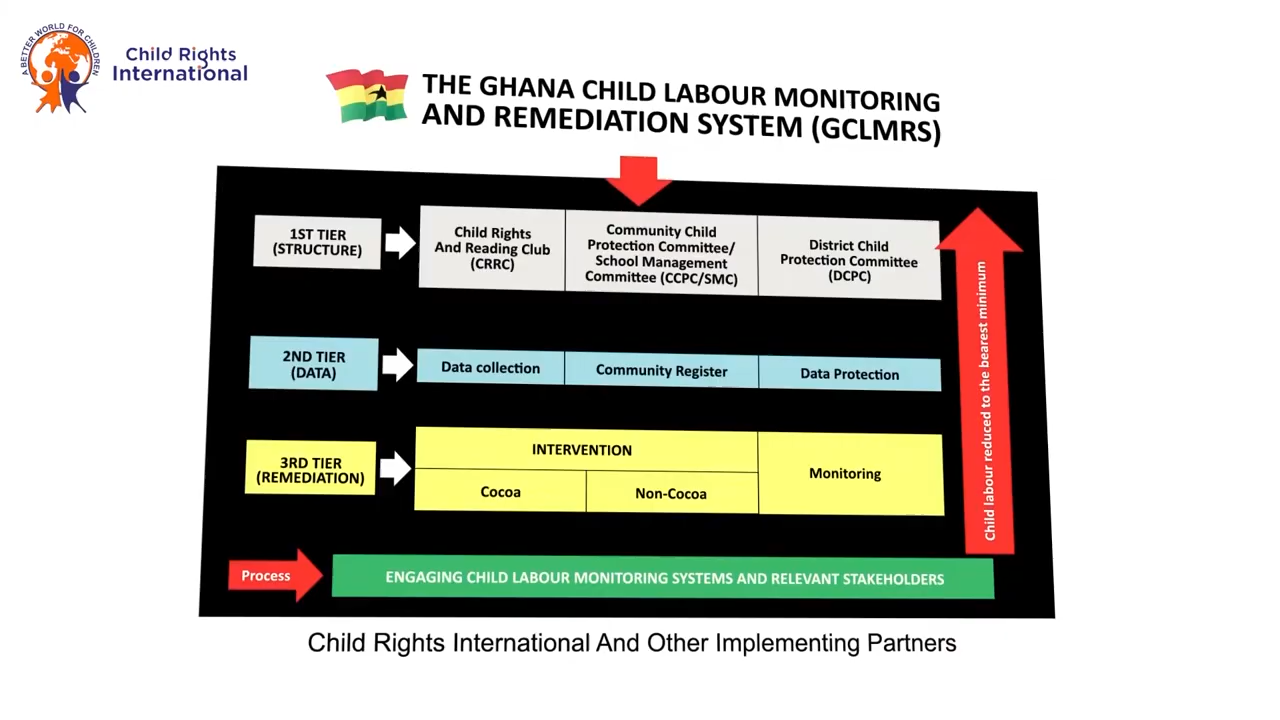 A BETTER WORLD FOR CHILDREN
Child Rights
International
THE GHANA CHILD LABOUR MONITORING
AND REMEDIATION SYSTEM (GCLMRS)
1ST TIER
(STRUCTURE)
Child Rights
And Reading Club
(CRRC)
Community Child
Protection Committee/
School Management
Committee (CCPC/SMC)
District Child
Protection Committee
(DCPC)
2ND TIER
(DATA)
Data collection
Community Register
Data Protection
3RD TIER
(REMEDIATION)
INTERVENTION
Cocoa
Non-Cocoa
Monitoring
Child labour reduced to the bearest minimum
Process
ENGAGING CHILD LABOUR MONITORING SYSTEMS AND RELEVANT STAKEHOLDERS
Child Rights International And Other Implementing Partners